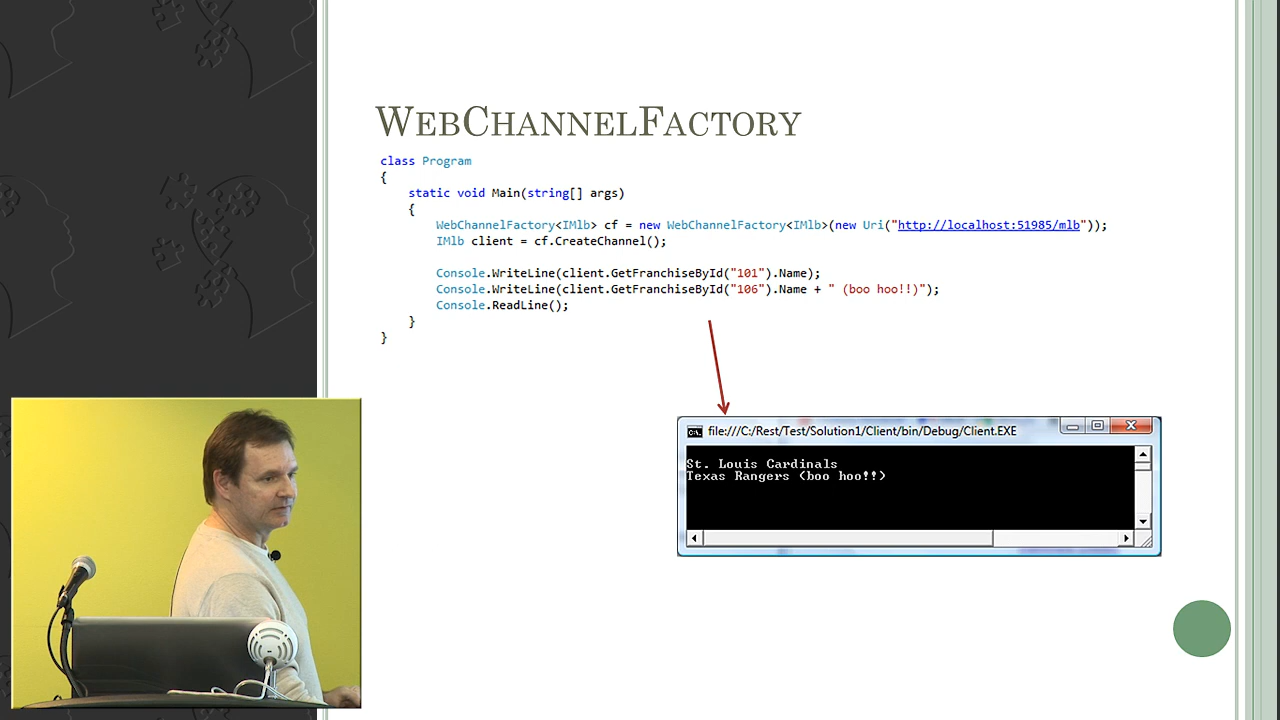 WEBCHANNELFACTORY
class Program
{
    static void Main(string[] args)
    {
        WebChannelFactory<IMlb> cf = new WebChannelFactory<IMlb>(new Uri("http://localhost:51985/mlb"));
        IMlb client = cf.CreateChannel();
        Console.WriteLine(client.GetFranchiseById("101").Name);
        Console.WriteLine(client.GetFranchiseById("106").Name + " (boo hoo!!)");
        Console.ReadLine();
    }
}
C:\.
file:///C:/Rest/Test/Solution1/Client/bin/Debug/Client.EXE
St. Louis Cardinals
Texas Rangers (boo hoo!!)